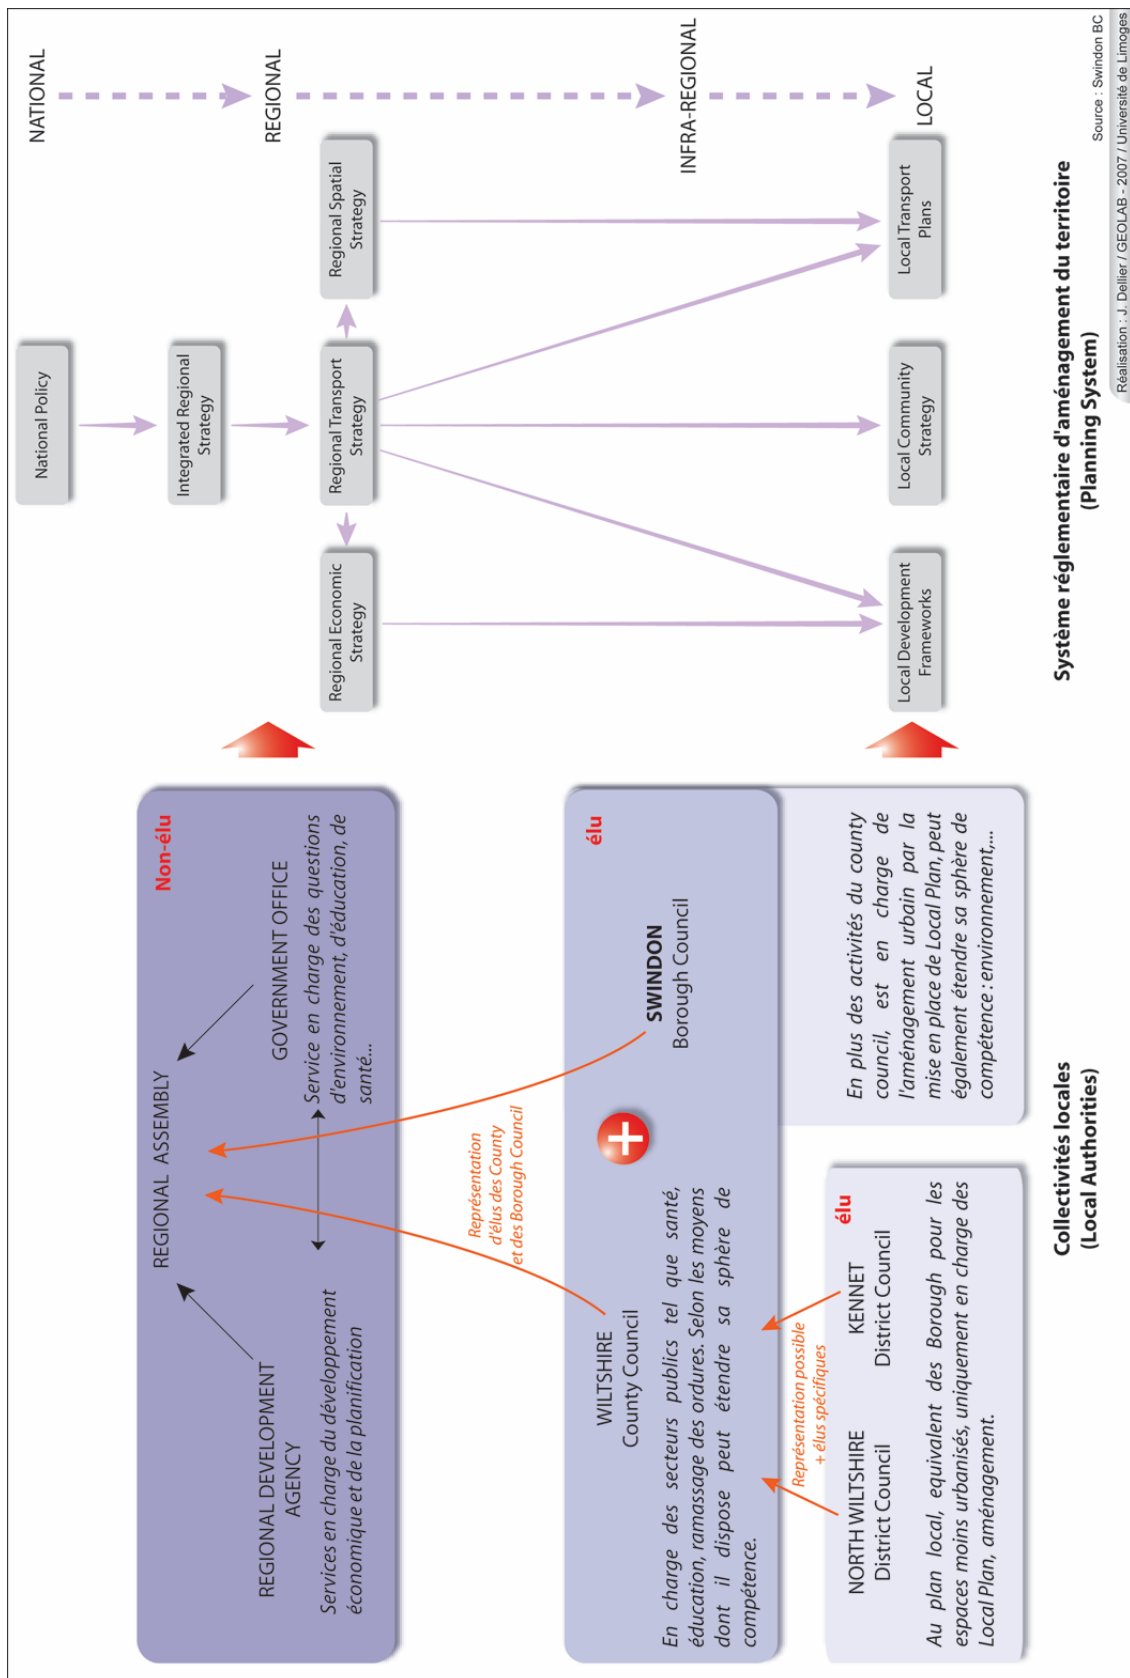 Non-élu
REGIONAL ASSEMBLY
REGIONAL DEVELOPMENT
AGENCY
Services en charge du développement
économique et de la planification
GOVERNMENT OFFICE
Service en charge des questions
d'environnement, d'éducation, de
santé...
Représentation
d'élus des County
et des Borough Council
élu
WILTSHIRE
County Council
SWINDON
Borough Council
En charge des secteurs publics tel que santé,
éducation, ramassage des ordures. Selon les moyens
dont il dispose peut étendre sa sphère de
compétence.
Représentation possible
+ élus spécifiques
élu
NORTH WILTSHIRE
District Council
KENNET
District Council
Au plan local, equivalent des Borough pour les
espaces moins urbanisés, uniquement en charge des
Local Plan, aménagement.
En plus des activités du county
council, est en charge de
l'aménagement urbain par la
mise en place de Local Plan, peut
également étendre sa sphère de
compétence : environnement,...
Collectivités locales
(Local Authorities)
National Policy
NATIONAL
Integrated Regional
Strategy
REGIONAL
Regional Economic
Strategy
Regional Transport
Strategy
Regional Spatial
Strategy
INFRA-REGIONAL
Local Development
Frameworks
Local Community
Strategy
Local Transport
Plans
LOCAL
Système réglementaire d'aménagement du territoire
(Planning System)
Source : Swindon BC
Réalisation : J. Dellier / GEOLAB - 2007 / Université de Limoges